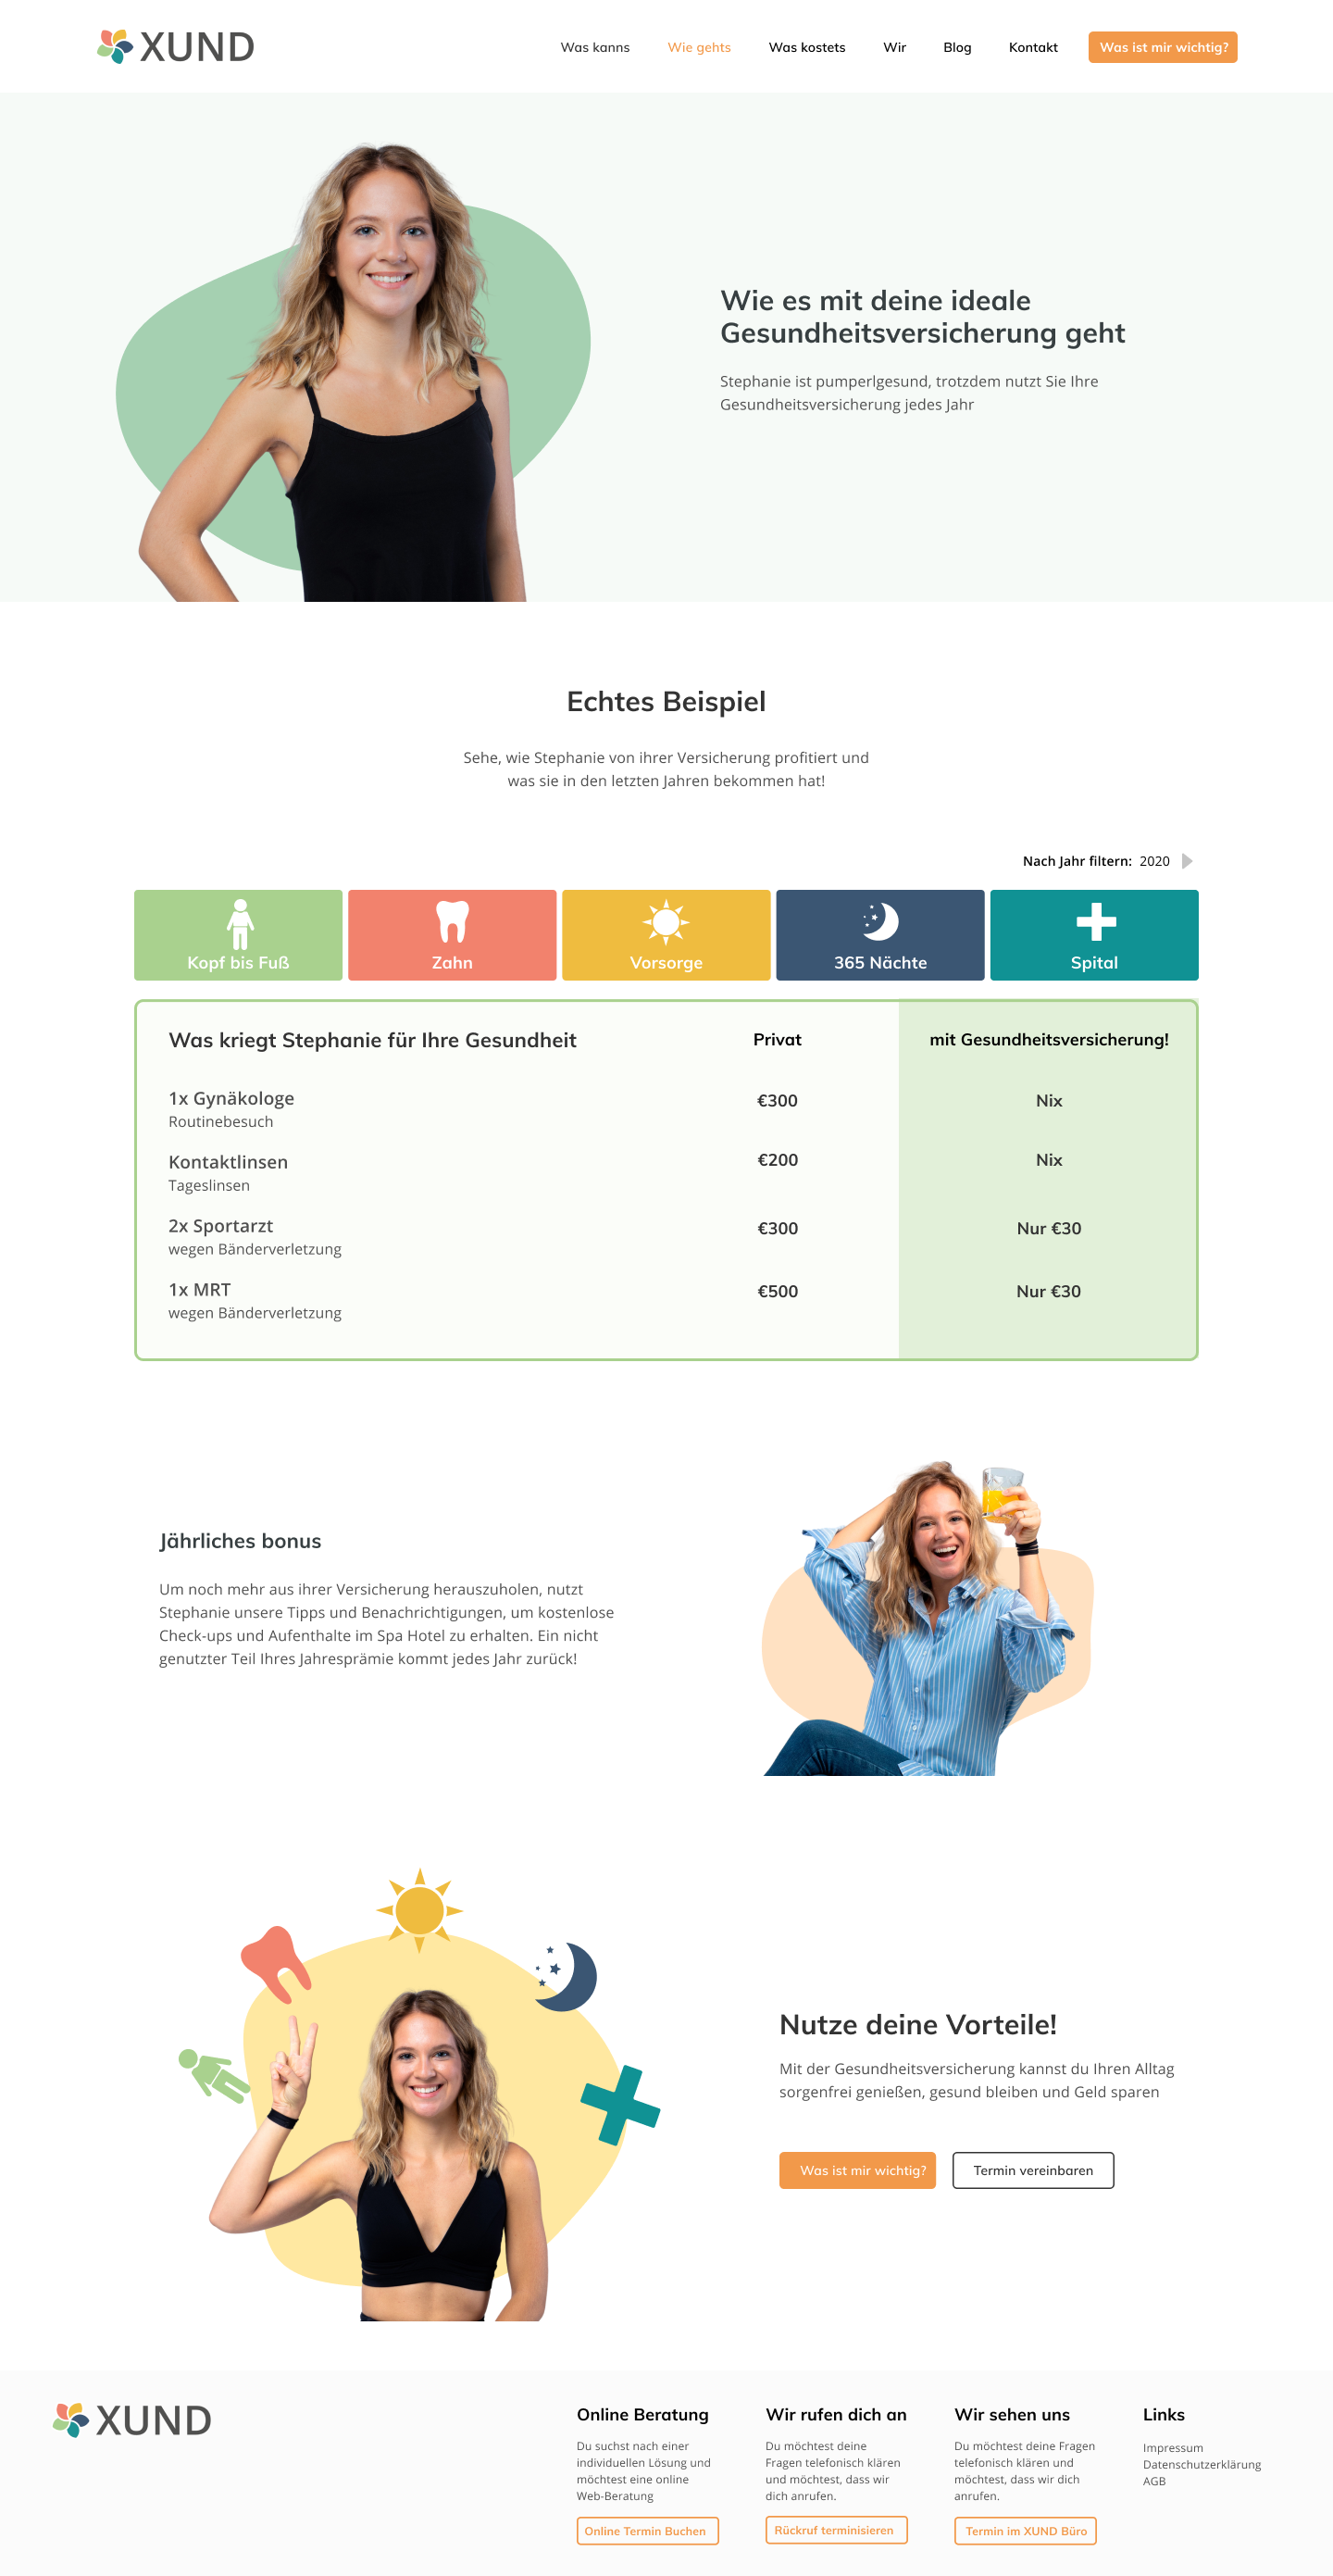 XUND
Was kanns
Wie gehts
Was kostets
Wir
Blog
Kontakt
Was ist mir wichtig?
Wie es mit deine ideale
Gesundheitsversicherung geht
Stephanie ist pumperlgesund, trotzdem nutzt Sie Ihre
Gesundheitsversicherung jedes Jahr
Echtes Beispiel
Sehe, wie Stephanie von ihrer Versicherung profitiert und
was sie in den letzten Jahren bekommen hat!
Nach Jahr filtern: 2020
Kopf bis Fuß
Zahn
Vorsorge
365 Nächte
Spital
Was kriegt Stephanie für Ihre Gesundheit
Privat
mit Gesundheitsversicherung!
1x Gynäkologe
Routinebesuch
€300
Nix
Kontaktlinsen
Tageslinsen
€200
Nix
2x Sportarzt
wegen Bänderverletzung
€300
Nur €30
1x MRT
wegen Bänderverletzung
€500
Nur €30
Jährliches bonus
Um noch mehr aus ihrer Versicherung herauszuholen, nutzt
Stephanie unsere Tipps und Benachrichtigungen, um kostenlose
Check-ups und Aufenthalte im Spa Hotel zu erhalten. Ein nicht
genutzter Teil Ihres Jahresprämie kommt jedes Jahr zurück!
Nutze deine Vorteile!
Mit der Gesundheitsversicherung kannst du Ihren Alltag
sorgenfrei genießen, gesund bleiben und Geld sparen
Was ist mir wichtig?
Termin vereinbaren
XUND
Online Beratung
Du suchst nach einer
individuellen Lösung und
möchtest eine online
Web-Beratung
Online Termin Buchen
Wir rufen dich an
Du möchtest deine
Fragen telefonisch klären
und möchtest, dass wir
dich anrufen.
Rückruf terminisieren
Wir sehen uns
Du möchtest deine Fragen
telefonisch klären und
möchtest, dass wir dich
anrufen.
Termin im XUND Büro
Links
Impressum
Datenschutzerklärung
AGB